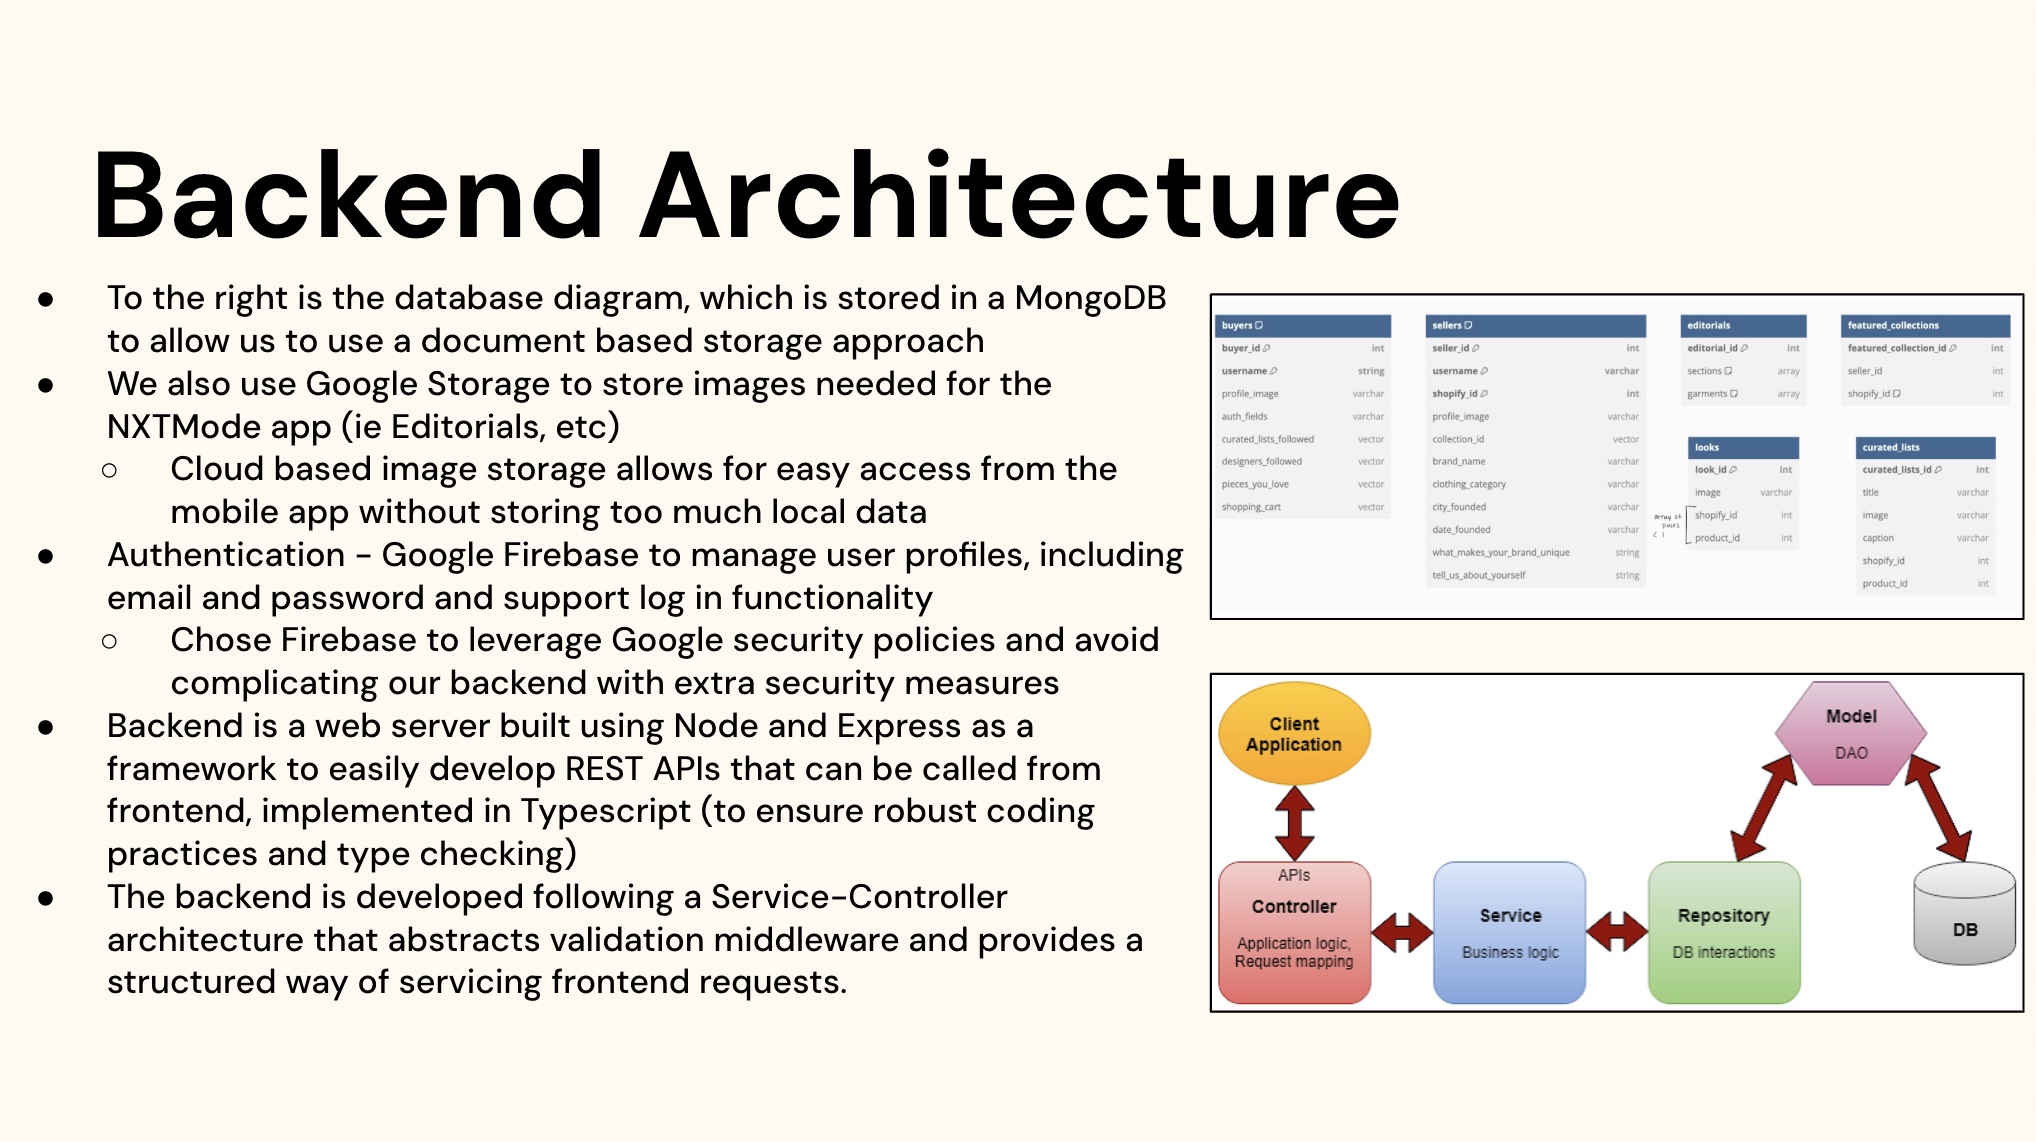 Backend Architecture
● To the right is the database diagram, which is stored in a MongoDB
to allow us to use a document based storage approach
● We also use Google Storage to store images needed for the
NXTMode app (ie Editorials, etc)
○ Cloud based image storage allows for easy access from the
mobile app without storing too much local data
● Authentication - Google Firebase to manage user profiles, including
email and password and support log in functionality
○ Chose Firebase to leverage Google security policies and avoid
complicating our backend with extra security measures
● Backend is a web server built using Node and Express as a
framework to easily develop REST APIs that can be called from
frontend, implemented in Typescript (to ensure robust coding
practices and type checking)
● The backend is developed following a Service-Controller
architecture that abstracts validation middleware and provides a
structured way of servicing frontend requests.
buyers
buyer_id int
username string
profile_image varchar
auth_fields varchar
curated_lists_followed vector
designers_followed vector
pieces_you_love vector
shopping_cart vector
sellers
seller_id int
username varchar
shopify_id int
profile_image varchar
collection_id vector
brand_name varchar
clothing_category varchar
city_founded varchar
date_founded varchar
what_makes_your_brand_unique string
tell_us_about_yourself string
editorials
editorial_id int
sections array
garments array
featured_collections
featured_collection_id int
seller_id int
shopify_id int
looks
look_id int
image varchar
shopify_id int
product_id int
array of
pairs
curated_lists
curated_lists_id int
title varchar
image varchar
caption varchar
shopify_id int
product_id int
Client
Application
Model
DAO
APIs
Controller
Application logic,
Request mapping
Service
Business logic
Repository
DB interactions
DB